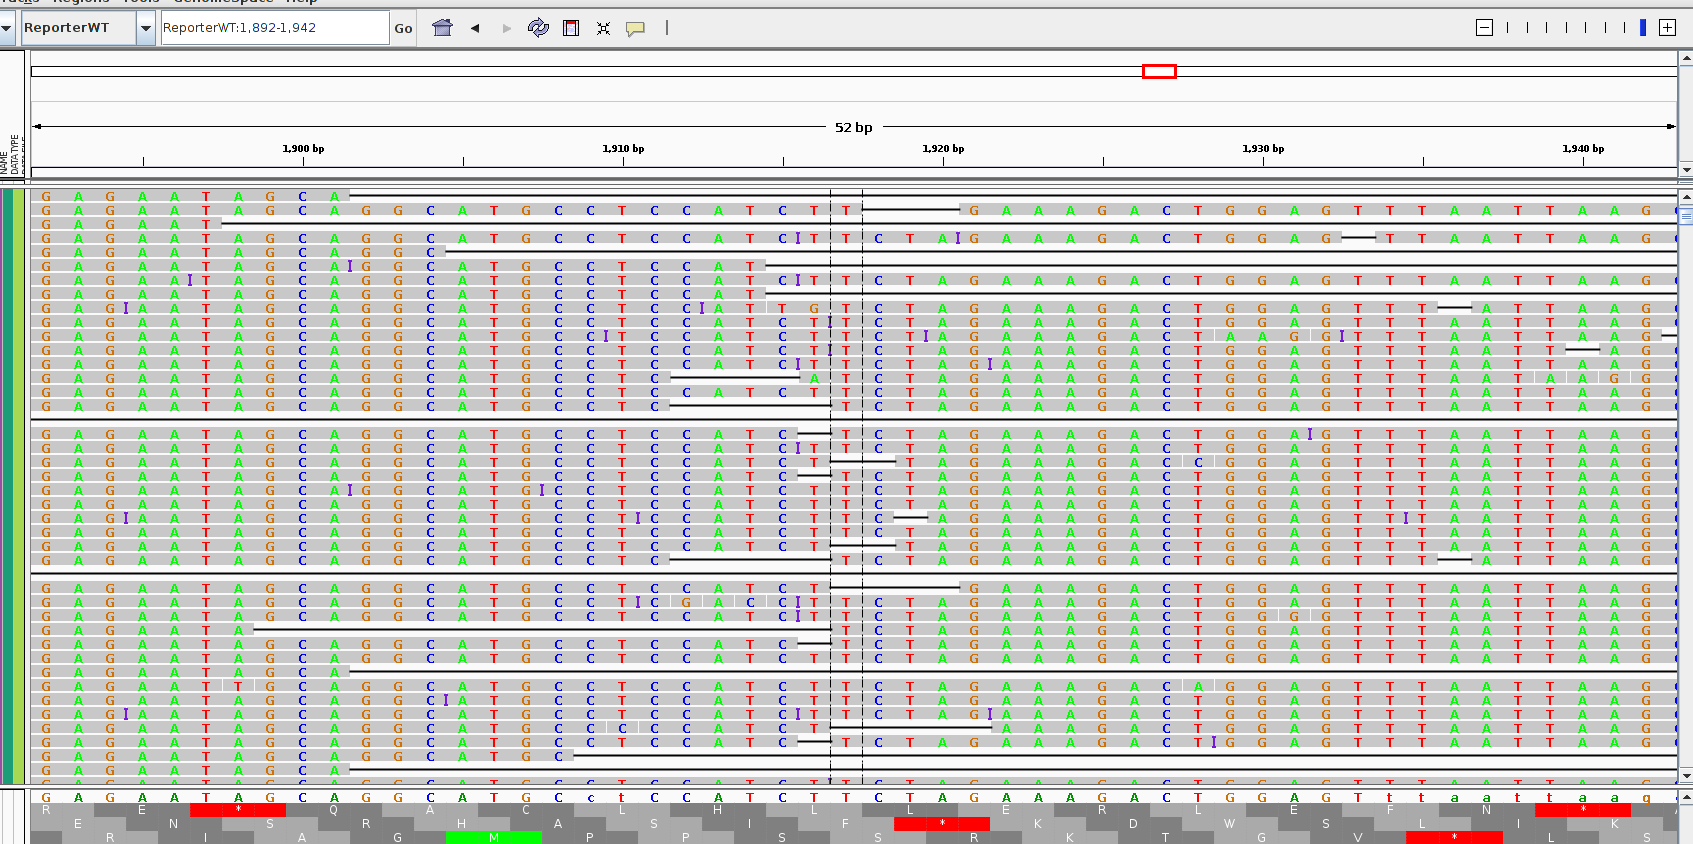 ReporterWT
ReporterWT:1,892-1,942
Go
52 bp
1,900 bp 1,910 bp 1,920 bp 1,930 bp 1,940 bp
NAME
DATA TYPE
G A G A A T A G C A
G A G A A T A G C A G G C A T G C C T C C A T C T T G A A A G A C T G G A G T T T A A T T A A G
G A G A A T
G A G A A T A G C A G G C A T G C C T C C A T C I T T C T A I G A A A G A C T G G A G T T A A T T A A G
G A G A A T A G C A G G C
G A G A A T A G C A I G G C A T G C C T C C A T
G A G A A I T A G C A G G C A T G C C T C C A T C I T T C T A G A A A G A C T G G A G T T T A A T T A A G
G A G A A T A G C A G G C A T G C C T C C A T
G A G I A A T A G C A G G C A T G C C T C C I A T T G T C T A G A A A G A C T G G A G T T T A T T A A G
G A G A A T A G C A G G C A T G C C T C C A T C T I T C T A G A A A G A C T G G A G T T T A A T T A A G
G A G A A T A G C A G G C A T G C C I T C C A T C T T C T I A G A A A G A C T A A G I T T T A A T T A A G
G A G A A T A G C A G G C A T G C C T C C A T C T I T C T A G A A A G A C T G G A G T T T A A T T A G
G A G A A T A G C A G G C A T G C C T C C A T C I T T C T A G I A A A G A C T G G A G T T T A A T T A A G
G A G A A T A G C A G G C A T G C C T C A T C T A G A A A G A C T G G A G T T T A A T A A G G
G A G A A T A G C A G G C A T G C C T C C A T C T T C T A G A A A G A C T G G A G T T T A A T T A A G
G A G A A T A G C A G G C A T G C C T C T C T A G A A A G A C T G G A G T T T A A T T A A G
G A G A A T A G C A G G C A T G C C T C C A T C T C T A G A A A G A C T G G A I G T T T A A T T A A G
G A G A A T A G C A G G C A T G C C T C C A T C I T T C T A G A A A G A C T G G A G T T T A A T T A A G
G A G A A T A G C A G G C A T G C C T C C A T C T T A G A A A G A C C G G A G T T T A A T T A A G
G A G A A T A G C A G G C A T G C C T C C A T C T C T A G A A A G A C T G G A G T T T A A T T A A G
G A G A A T A G C A I G G C A T G I C C T C C A T C T T C T A G A A A G A C T G G A G T T T A A T T A A G
G A G A A T A G C A G G C A T G C C T C C A T C T T C T A G A A A G A C T G G A G T T T A A T T A A G
G A G I A A T A G C A G G C A T G C C T I C C A T C T T C A G A A A G A C T G G A G T T I T A A T T A A G
G A G A A T A G C A G G C A T G C C T C C A T C T T C T A G A A A G A C T G G A G T T T A A T T A A G
G A G A A T A G C A G G C A T G C C T C C A T C T T A G A A A G A C T G G A G T T T A A T T A A G
G A G A A T A G C A G G C A T G C C T C T C T A G A A A G A C T G G A G T T T A T T A A G
G A G A A T A G C A G G C A T G C C T C C A T C T G A A A G A C T G G A G T T T A A T T A A G
G A G A A T A G C A G G C A T G C C T I C G A C C I T T C T A G A A A G A C T G G A G T T T A A T T A A G
G A G A A T A G C A G G C A T G C C T C C A T C I T T C T A G A A A G A C T G G G G T T T A A T T A A G
G A G A A T A T C T A G A A A G A C T G G A G T T T A A T T A A G
G A G A A T A G C A G G C A T G C C T C C A T C T C T A G A A A G A C T G G A G T T T A A T T A A G
G A G A A T A G C A G G C A T G C C T C C A T C T T C T A G A A A G A C T G G A G T T T A A T T A A G
G A G A A T A G C A
G A G A A T T G C A G G C A T G C C T C C A T C T T C T A G A A A G A C A G G A G T T T A A T T A A G
G A G A A T A G C A G G C I A T G C C T C C A T C T T C T A G A A A G A C T G G A G T T T A A T T A A G
G A G I A A T A G C A G G C A T G C C T C C A T C I T T C T A G I A A A G A C T G G A G T T T A A T T A A G
G A G A A T A G C A G G C A T G C C C C C A T C T A A A G A C T G G A G T T T A A T T A A G
G A G A A T A G C A G G C A T G C C T C C A T C T C T A G A A A G A C T I G G A G T T T A A T T A A G
G A G A A T A G C A G G C A T G C
G A G A A T A G C A
G A G A A T A G C A G G C A T G C c t C C A T C T T C T A G A A A G A C T G G A G T t t a a t t a a g
R E * Q A C L H L L E R L E F N *
E N S R H A S I F * K D W S L I K
R I A G M P P S S R K T G V * L S